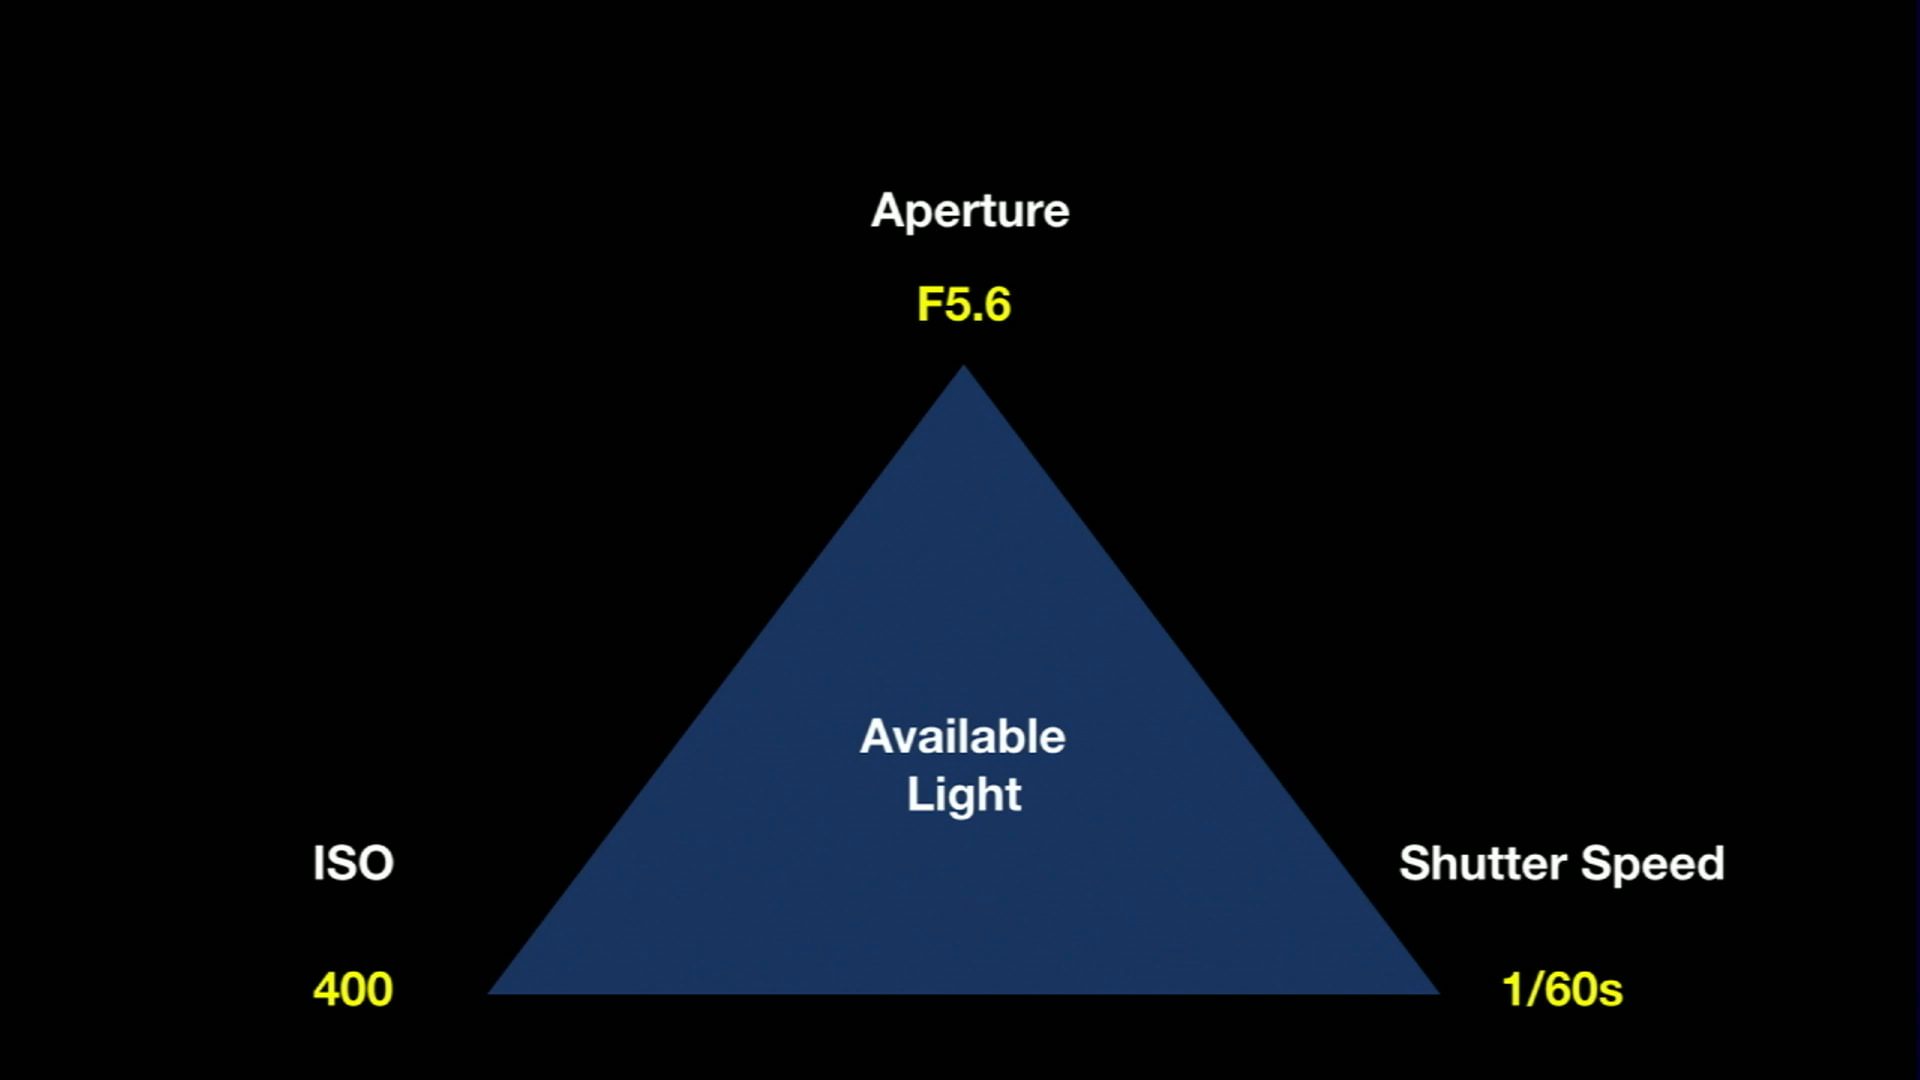 Aperture
F5.6
Available
Light
ISO
Shutter Speed
400
1/60s